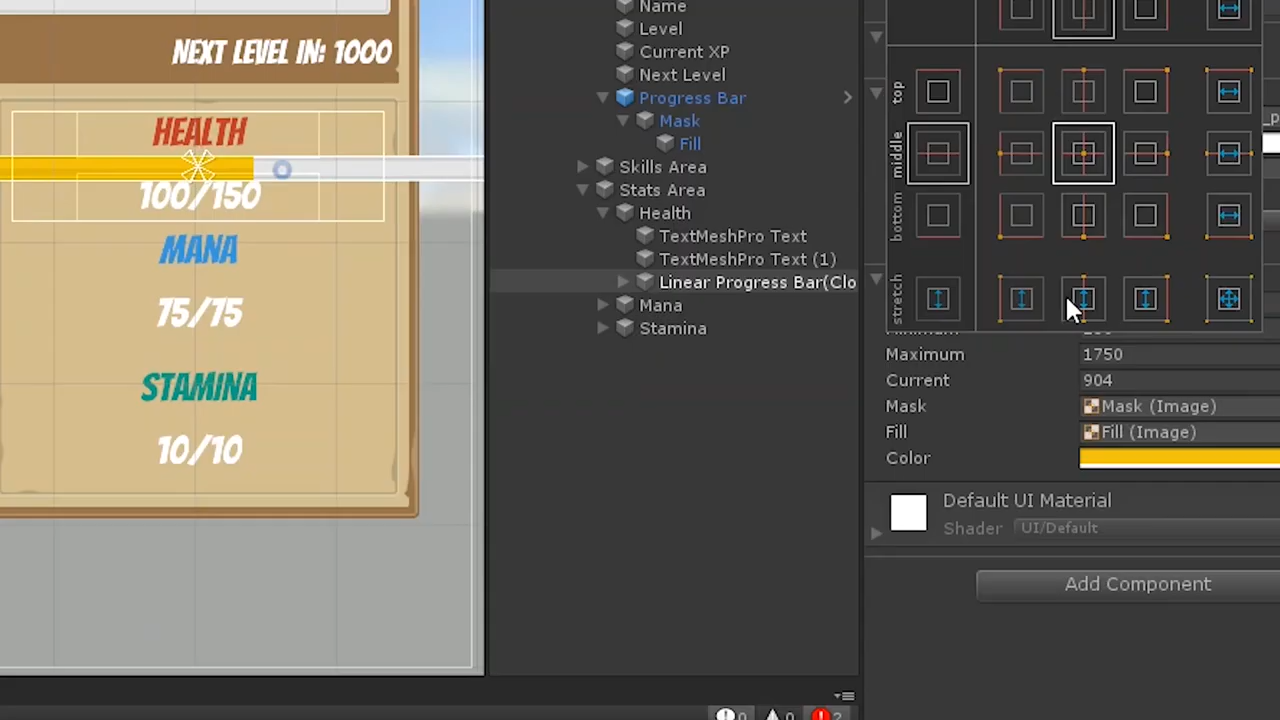 Name
Level
Current XP
Next Level
Progress Bar
Mask
Fill
Skills Area
Stats Area
Health
TextMeshPro Text
TextMeshPro Text (1)
Linear Progress Bar(Clo
Mana
Stamina
NEXT LEVEL IN: 1000
HEALTH
100/150
MANA
75/75
STAMINA
10/10
top
middle
bottom
stretch
_p
Maximum
1750
Current
904
Mask
Mask (Image)
Fill
Fill (Image)
Color
Default UI Material
Shader
UI/Default
Add Component
0
0
2